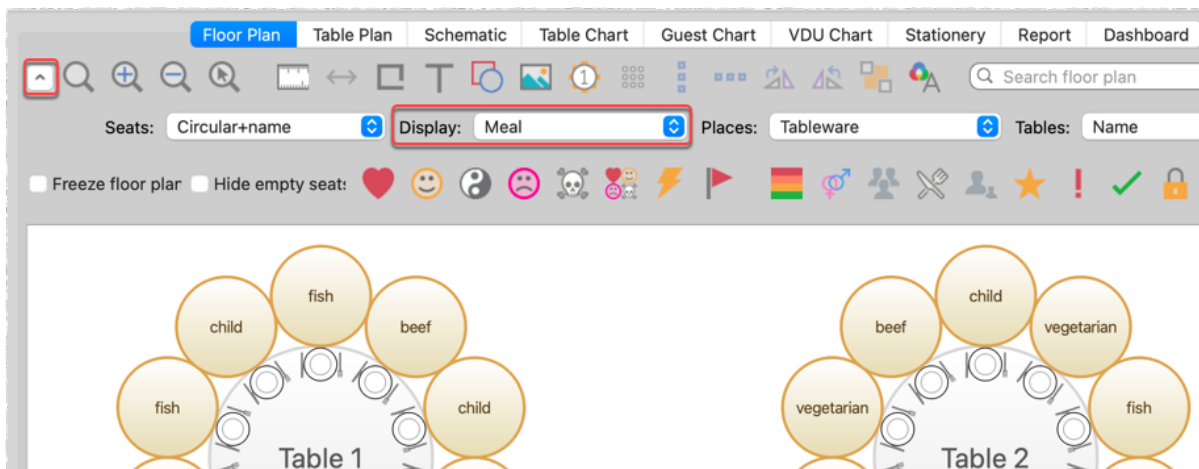 Floor Plan Table Plan Schematic Table Chart Guest Chart VDU Chart Stationery Report Dashboard
T 1 A Search floor plan
Seats: Circular+name Display: Meal Places: Tableware Tables: Name
Freeze floor plar Hide empty seat:
fish child
child beef beef vegetarian
fish child vegetarian fish
Table 1 Table 2